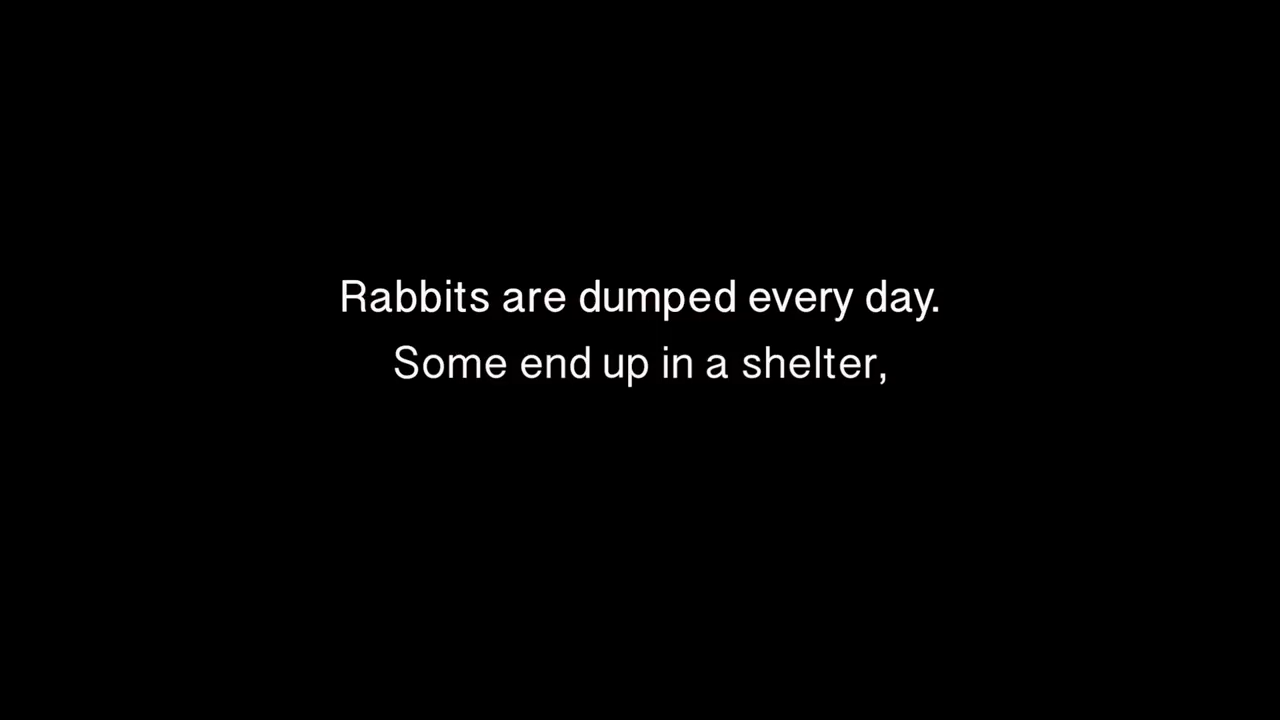 Rabbits are dumped every day.
Some end up in a shelter,